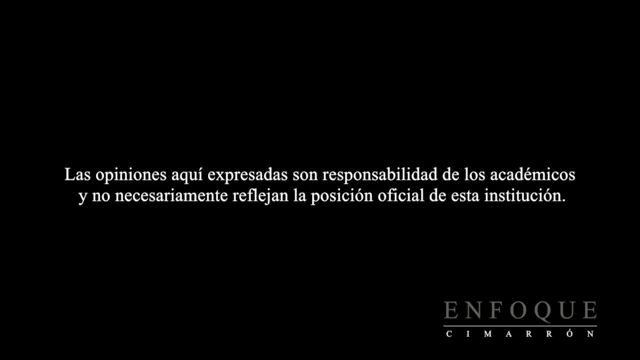 Las opiniones aquí expresadas son responsabilidad de los académicos
y no necesariamente reflejan la posición oficial de esta institución.
ENFOQUE
CIMARRÓN